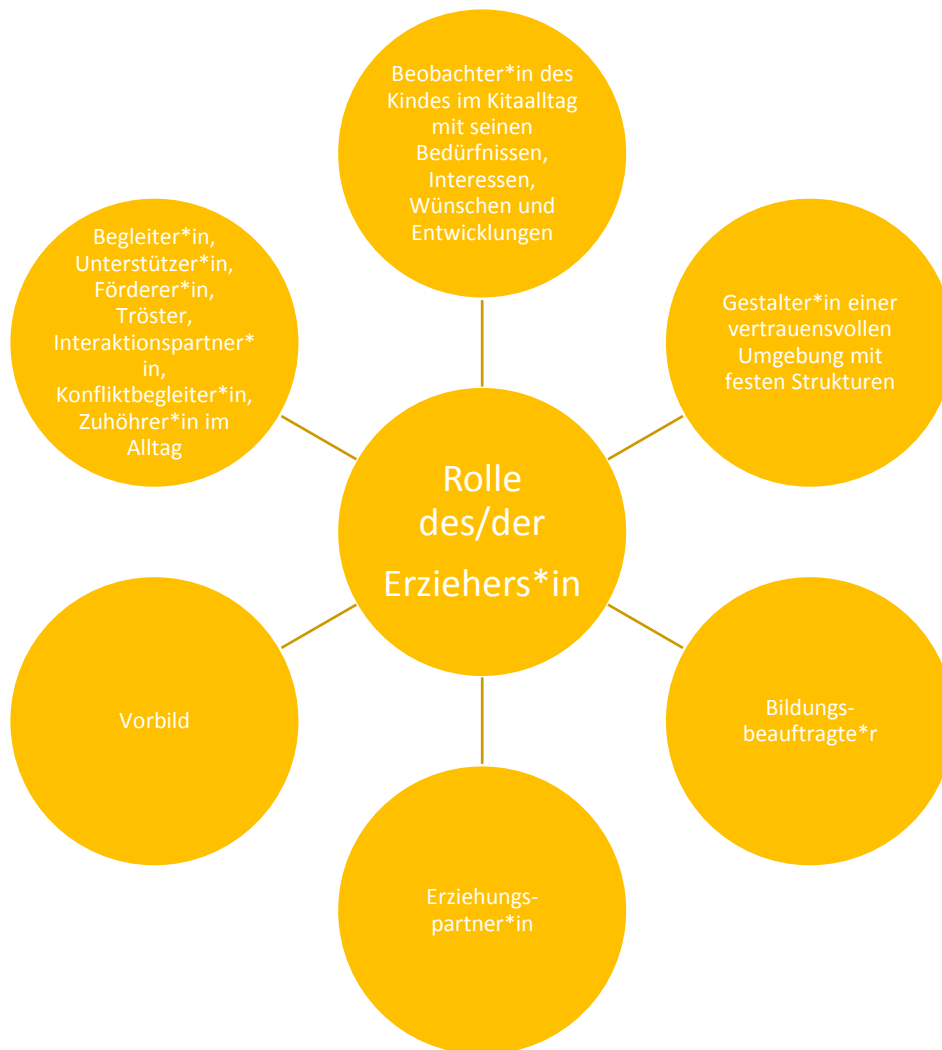 Beobachter*in des
Kindes im Kitaalltag
mit seinen
Bedürfnissen,
Interessen,
Wünschen und
Entwicklungen
Begleiter*in,
Unterstützer*in,
Förderer*in,
Tröster,
Interaktionspartner*
in,
Konfliktbegleiter*in,
Zuhöhrer*in im
Alltag
Gestalter*in einer
vertrauensvollen
Umgebung mit
festen Strukturen
Rolle
des/der
Erziehers*in
Vorbild
Bildungs-
beauftragte*r
Erziehungs-
partner*in